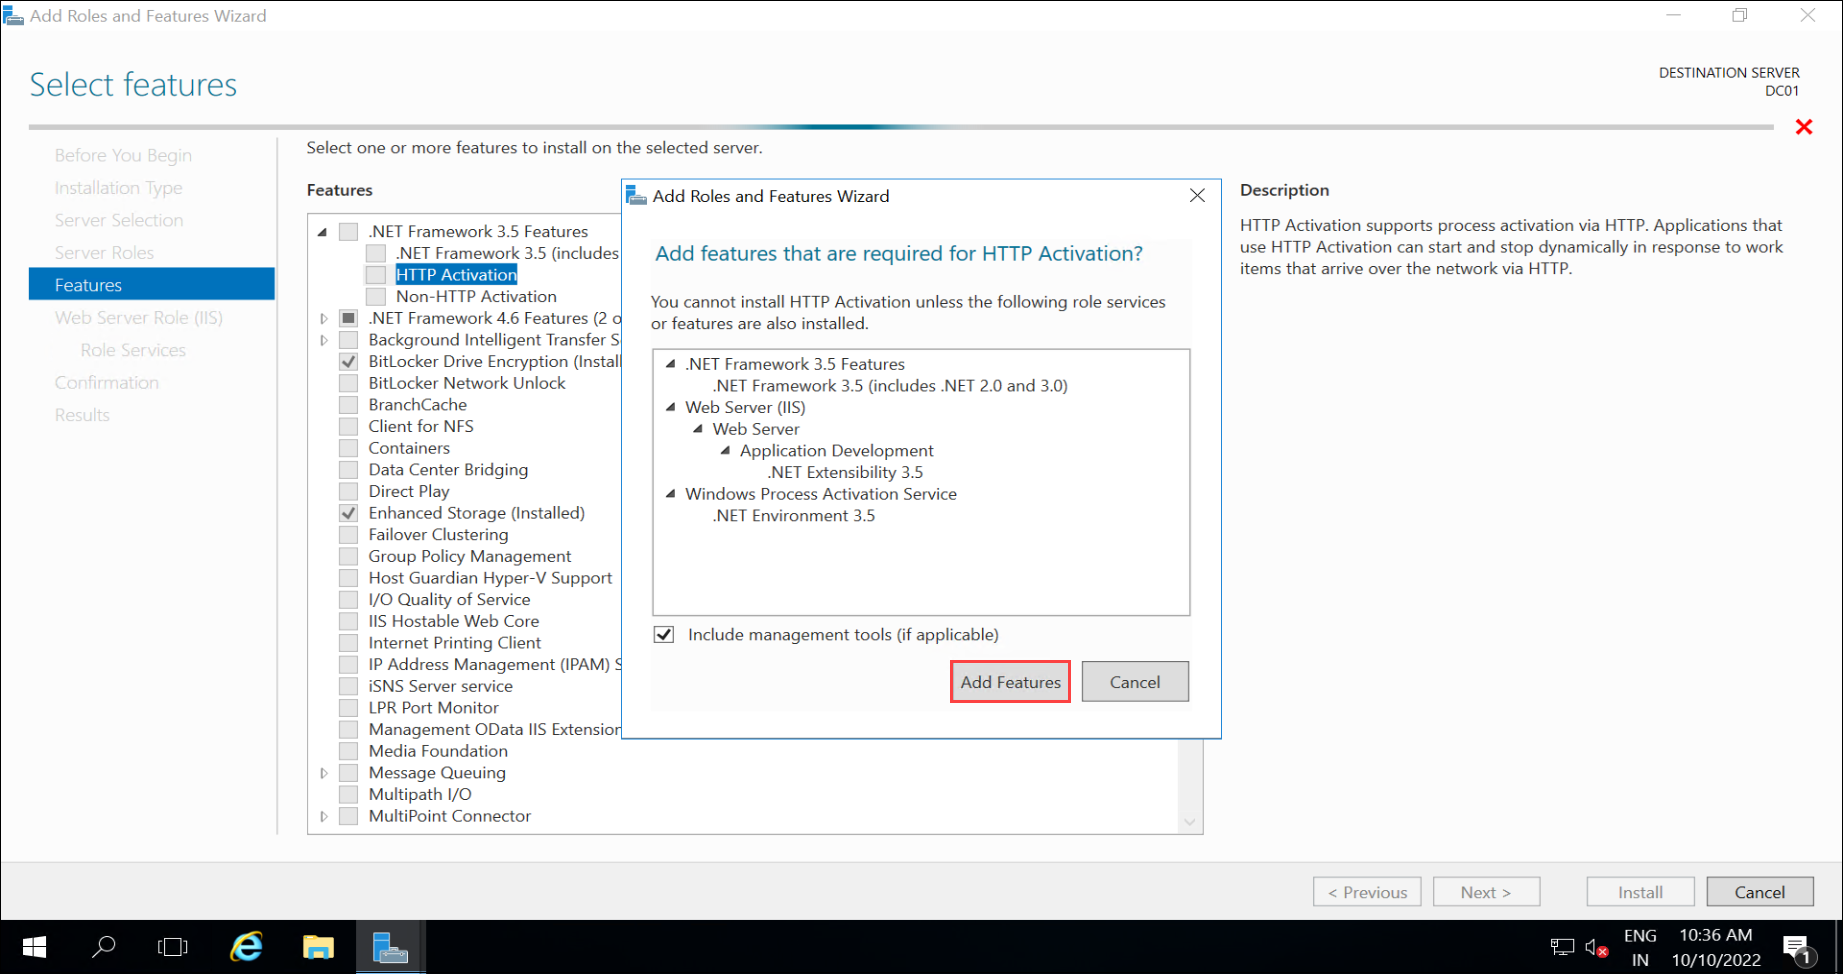 Add Roles and Features Wizard
Select features
DESTINATION SERVER
DC01
Before You Begin
Installation Type
Server Selection
Server Roles
Features
Web Server Role (IIS)
Role Services
Confirmation
Results
Select one or more features to install on the selected server.
Features
.NET Framework 3.5 Features
.NET Framework 3.5 (includes
HTTP Activation
Non-HTTP Activation
.NET Framework 4.6 Features (2 o
Background Intelligent Transfer S
BitLocker Drive Encryption (Install
BitLocker Network Unlock
BranchCache
Client for NFS
Containers
Data Center Bridging
Direct Play
Enhanced Storage (Installed)
Failover Clustering
Group Policy Management
Host Guardian Hyper-V Support
I/O Quality of Service
IIS Hostable Web Core
Internet Printing Client
IP Address Management (IPAM) S
iSNS Server service
LPR Port Monitor
Management OData IIS Extension
Media Foundation
Message Queuing
Multipath I/O
MultiPoint Connector
Add Roles and Features Wizard
Add features that are required for HTTP Activation?
You cannot install HTTP Activation unless the following role services
or features are also installed.
.NET Framework 3.5 Features
.NET Framework 3.5 (includes .NET 2.0 and 3.0)
Web Server (IIS)
Web Server
Application Development
.NET Extensibility 3.5
Windows Process Activation Service
.NET Environment 3.5
Include management tools (if applicable)
Add Features
Cancel
Description
HTTP Activation supports process activation via HTTP. Applications that
use HTTP Activation can start and stop dynamically in response to work
items that arrive over the network via HTTP.
< Previous
Next >
Install
Cancel
ENG
IN
10:36 AM
10/10/2022
1